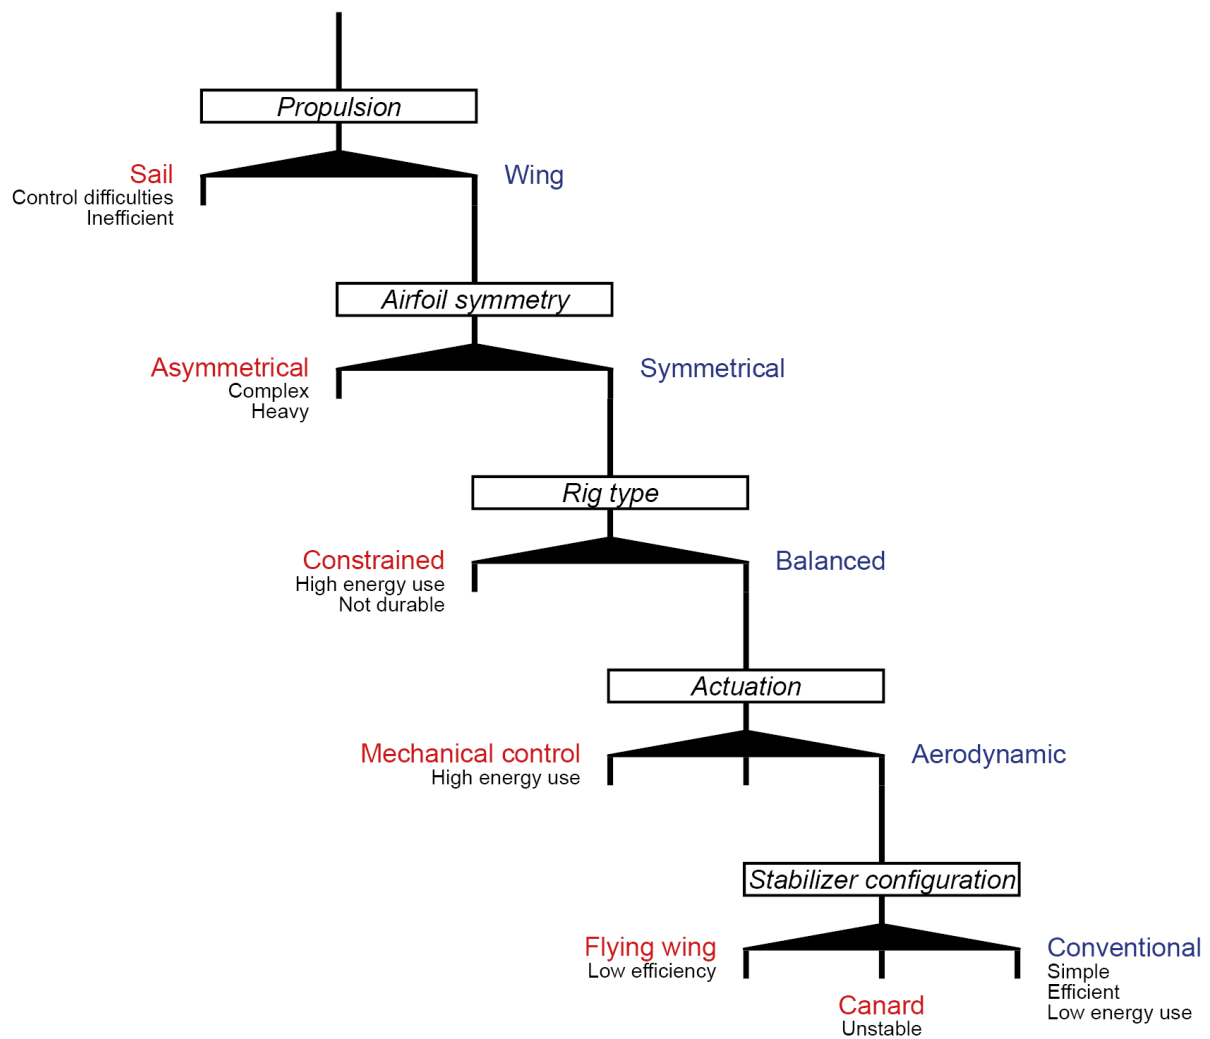 Propulsion
Sail
Control difficulties
Inefficient
Wing
Airfoil symmetry
Asymmetrical
Complex
Heavy
Symmetrical
Rig type
Constrained
High energy use
Not durable
Balanced
Actuation
Mechanical control
High energy use
Aerodynamic
Stabilizer configuration
Flying wing
Low efficiency
Canard
Unstable
Conventional
Simple
Efficient
Low energy use